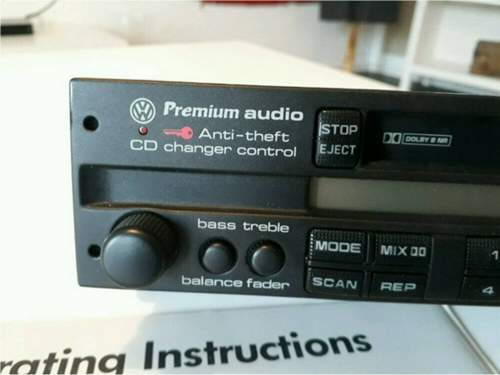 Premium audio
Anti-theft
CD changer control
STOP
EJECT
DOLBY B NR
bass treble
balance fader
MODE
MIX
1
SCAN
REP
4
rating Instructions